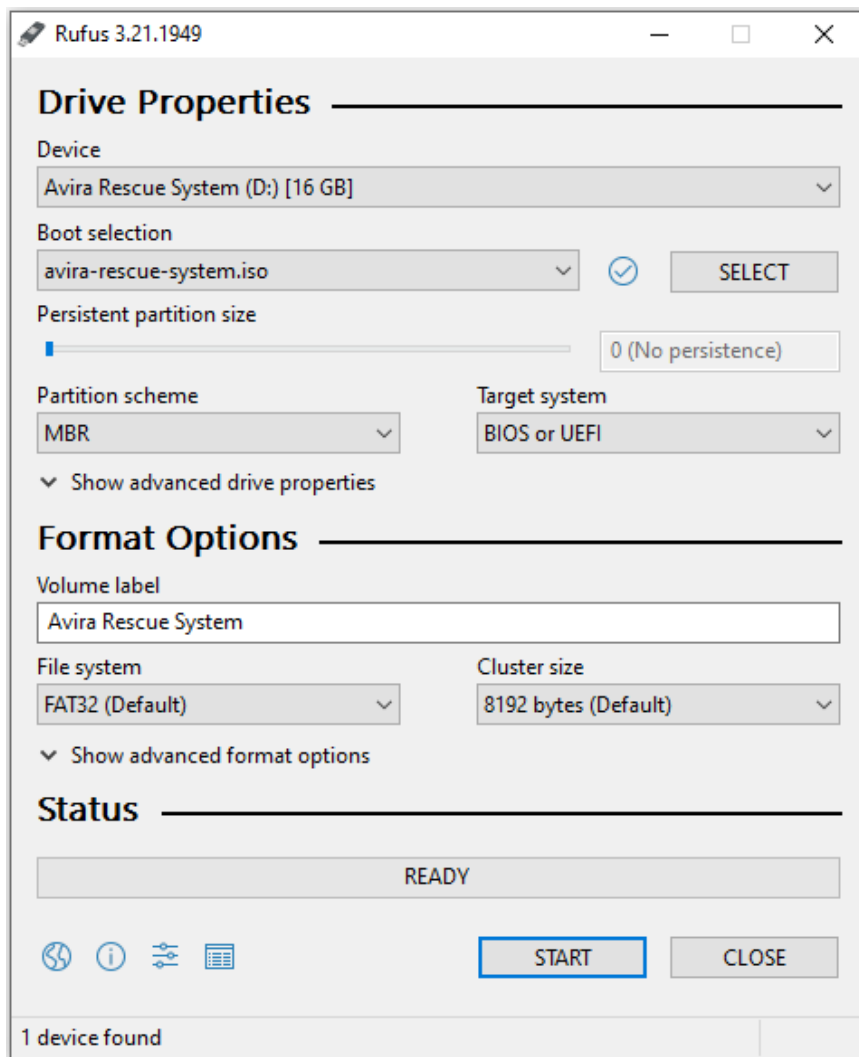 Rufus 3.21.1949
Drive Properties
Device
Avira Rescue System (D:) [16 GB]
Boot selection
avira-rescue-system.iso
SELECT
Persistent partition size
0 (No persistence)
Partition scheme
Target system
MBR
BIOS or UEFI
Show advanced drive properties
Format Options
Volume label
Avira Rescue System
File system
Cluster size
FAT32 (Default)
8192 bytes (Default)
Show advanced format options
Status
READY
START
CLOSE
1 device found